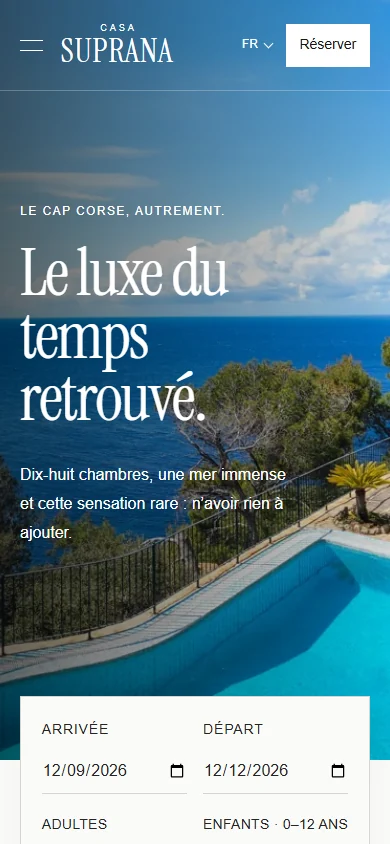 CASA
SUPRANA
FR
Réserver
LE CAP CORSE, AUTREMENT.
Le luxe du
temps
retrouvé.
Dix-huit chambres, une mer immense
et cette sensation rare : n'avoir rien à
ajouter.
ARRIVÉE
DÉPART
12/09/2026
12/12/2026
ADULTES
ENFANTS · 0–12 ANS